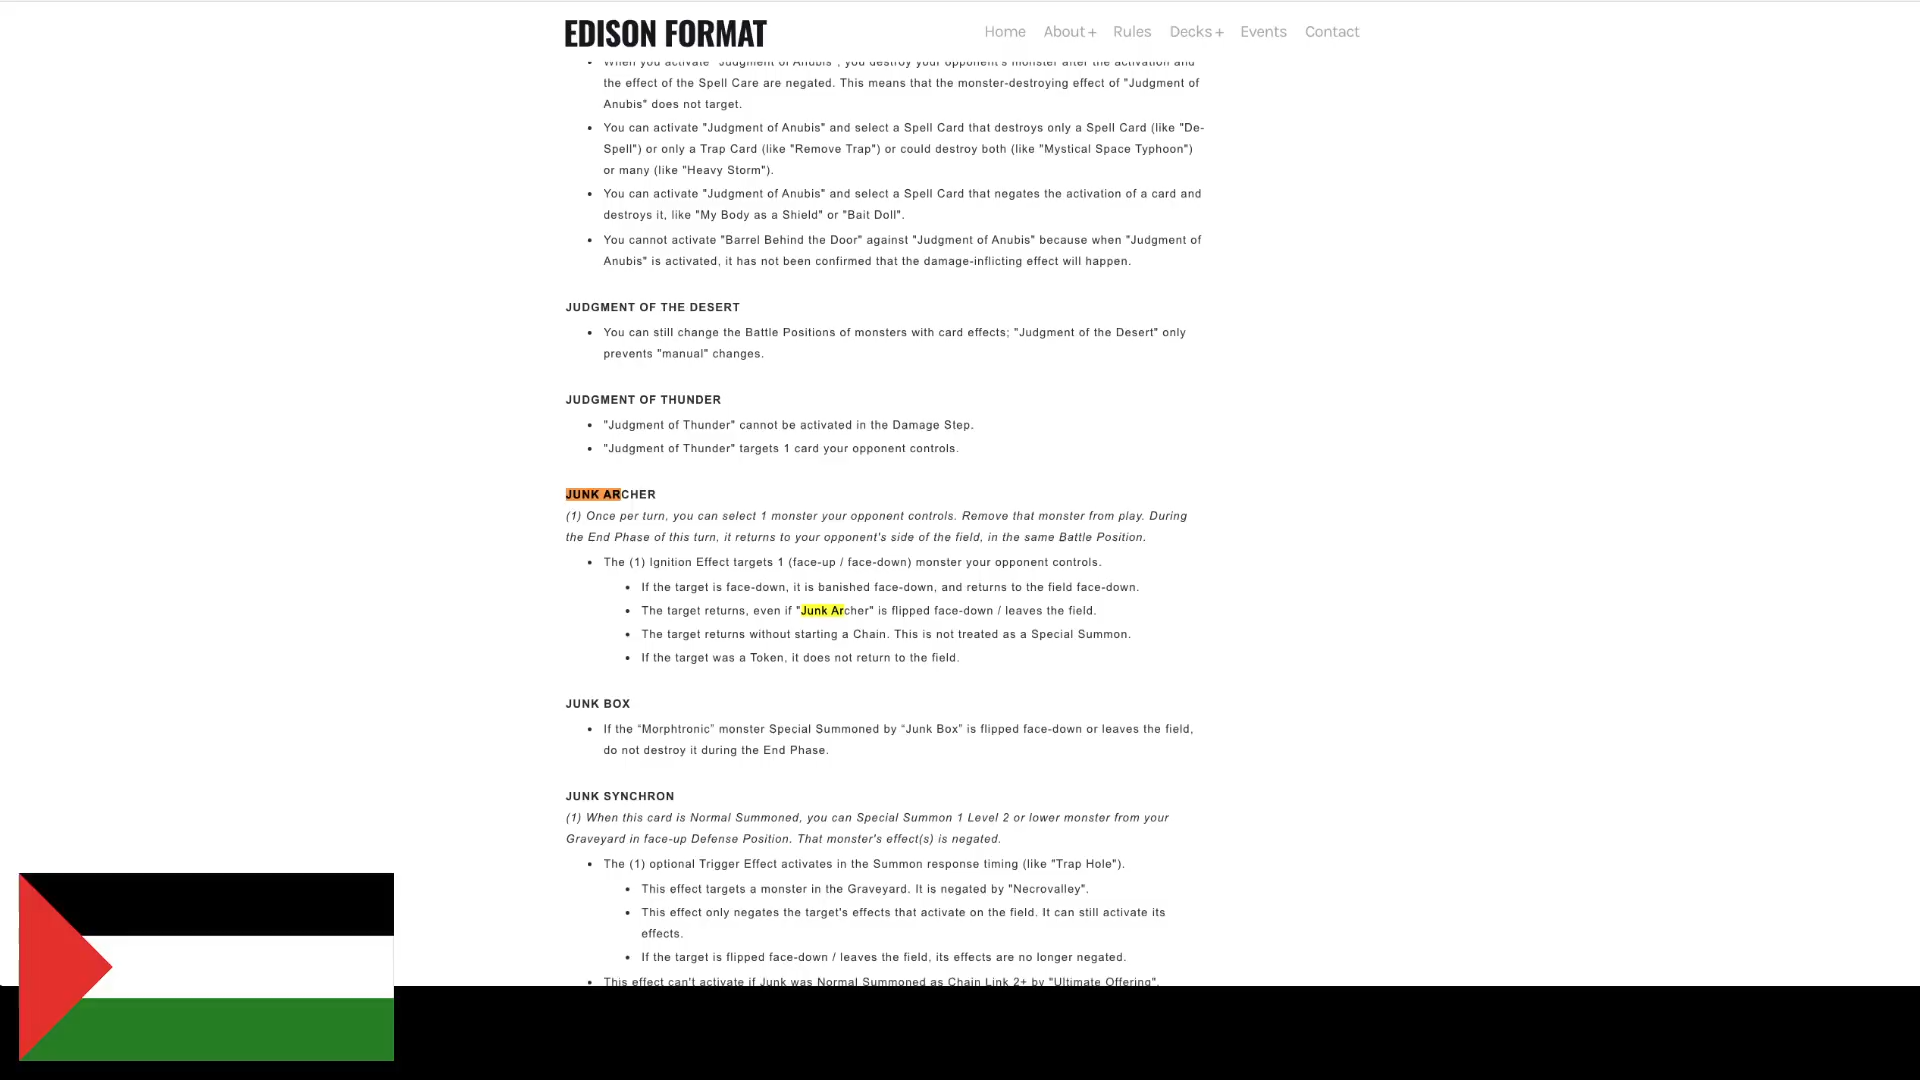 EDISON FORMAT
Home About+ Rules Decks+ Events Contact
When you activate "Judgment of Anubis", you destroy your opponent's monster after the activation and
the effect of the Spell Care are negated. This means that the monster-destroying effect of "Judgment of
Anubis" does not target.
You can activate "Judgment of Anubis" and select a Spell Card that destroys only a Spell Card (like "De-
Spell") or only a Trap Card (like "Remove Trap") or could destroy both (like "Mystical Space Typhoon")
or many (like "Heavy Storm").
You can activate "Judgment of Anubis" and select a Spell Card that negates the activation of a card and
destroys it, like "My Body as a Shield" or "Bait Doll".
You cannot activate "Barrel Behind the Door" against "Judgment of Anubis" because when "Judgment of
Anubis" is activated, it has not been confirmed that the damage-inflicting effect will happen.
JUDGMENT OF THE DESERT
You can still change the Battle Positions of monsters with card effects; "Judgment of the Desert" only
prevents "manual" changes.
JUDGMENT OF THUNDER
"Judgment of Thunder" cannot be activated in the Damage Step.
"Judgment of Thunder" targets 1 card your opponent controls.
JUNK ARCHER
(1) Once per turn, you can select 1 monster your opponent controls. Remove that monster from play. During
the End Phase of this turn, it returns to your opponent's side of the field, in the same Battle Position.
The (1) Ignition Effect targets 1 (face-up / face-down) monster your opponent controls.
If the target is face-down, it is banished face-down, and returns to the field face-down.
The target returns, even if "Junk Archer" is flipped face-down / leaves the field.
The target returns without starting a Chain. This is not treated as a Special Summon.
If the target was a Token, it does not return to the field.
JUNK BOX
If the “Morphtronic” monster Special Summoned by “Junk Box” is flipped face-down or leaves the field,
do not destroy it during the End Phase.
JUNK SYNCHRON
(1) When this card is Normal Summoned, you can Special Summon 1 Level 2 or lower monster from your
Graveyard in face-up Defense Position. That monster's effect(s) is negated.
The (1) optional Trigger Effect activates in the Summon response timing (like "Trap Hole").
This effect targets a monster in the Graveyard. It is negated by "Necrovalley".
This effect only negates the target's effects that activate on the field. It can still activate its
effects.
If the target is flipped face-down / leaves the field, its effects are no longer negated.
This effect can't activate if Junk was Normal Summoned as Chain Link 2+ by "Ultimate Offering".